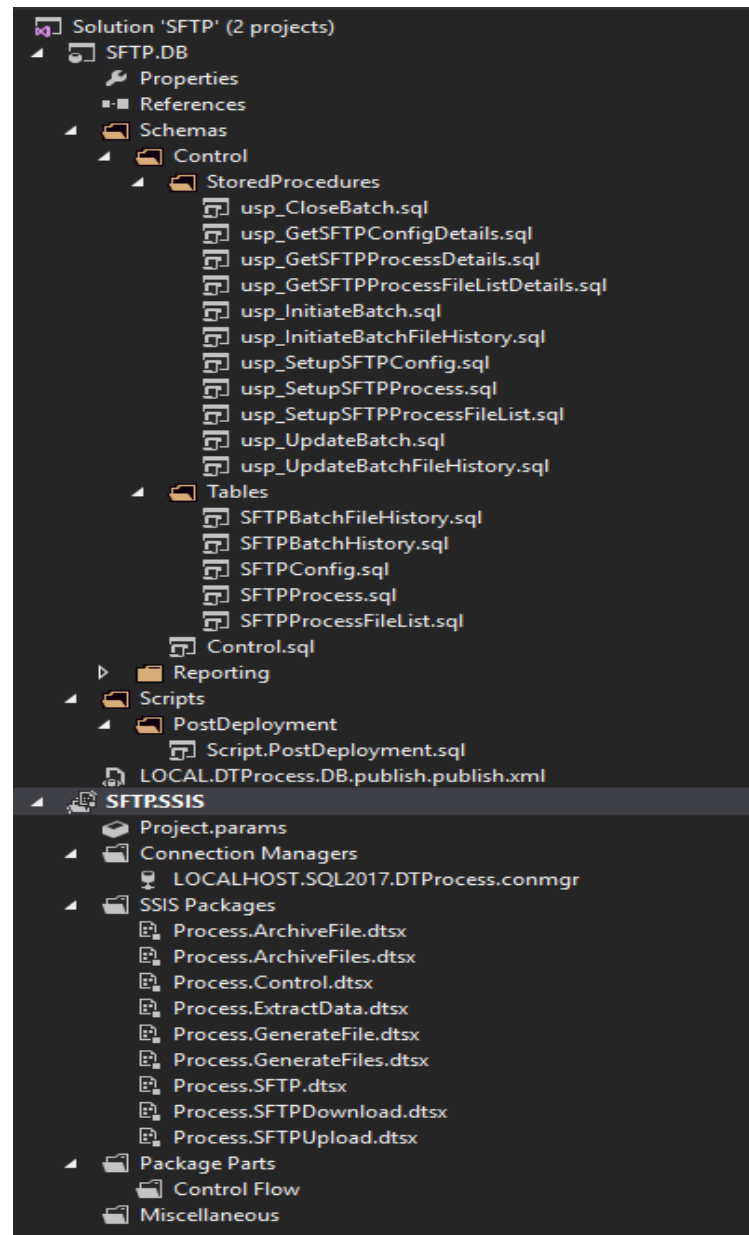 Solution 'SFTP' (2 projects)
SFTP.DB
Properties
References
Schemas
Control
StoredProcedures
usp_CloseBatch.sql
usp_GetSFTPConfigDetails.sql
usp_GetSFTPProcessDetails.sql
usp_GetSFTPProcessFileListDetails.sql
usp_InitiateBatch.sql
usp_InitiateBatchFileHistory.sql
usp_SetupSFTPConfig.sql
usp_SetupSFTPProcess.sql
usp_SetupSFTPProcessFileList.sql
usp_UpdateBatch.sql
usp_UpdateBatchFileHistory.sql
Tables
SFTPBatchFileHistory.sql
SFTPBatchHistory.sql
SFTPConfig.sql
SFTPProcess.sql
SFTPProcessFileList.sql
Control.sql
Reporting
Scripts
PostDeployment
Script.PostDeployment.sql
LOCAL.DTProcess.DB.publish.publish.xml
SFTP.SSIS
Project.params
Connection Managers
LOCALHOST.SQL2017.DTProcess.conmgr
SSIS Packages
Process.ArchiveFile.dtsx
Process.ArchiveFiles.dtsx
Process.Control.dtsx
Process.ExtractData.dtsx
Process.GenerateFile.dtsx
Process.GenerateFiles.dtsx
Process.SFTP.dtsx
Process.SFTPDownload.dtsx
Process.SFTPUpload.dtsx
Package Parts
Control Flow
Miscellaneous